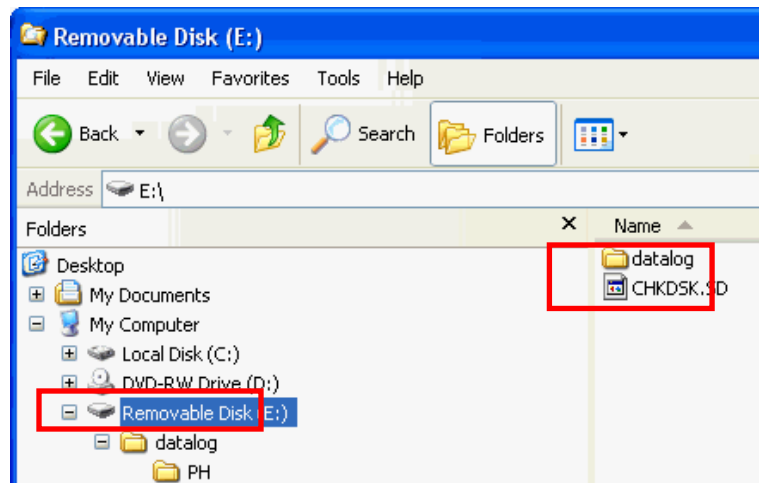 Removable Disk (E:)
File Edit View Favorites Tools Help
Back Search Folders
Address E:\
Folders X Name
Desktop
My Documents
My Computer
Local Disk (C:)
DVD-RW Drive (D:)
Removable Disk (E:)
datalog
PH
datalog
CHKDSK.SD